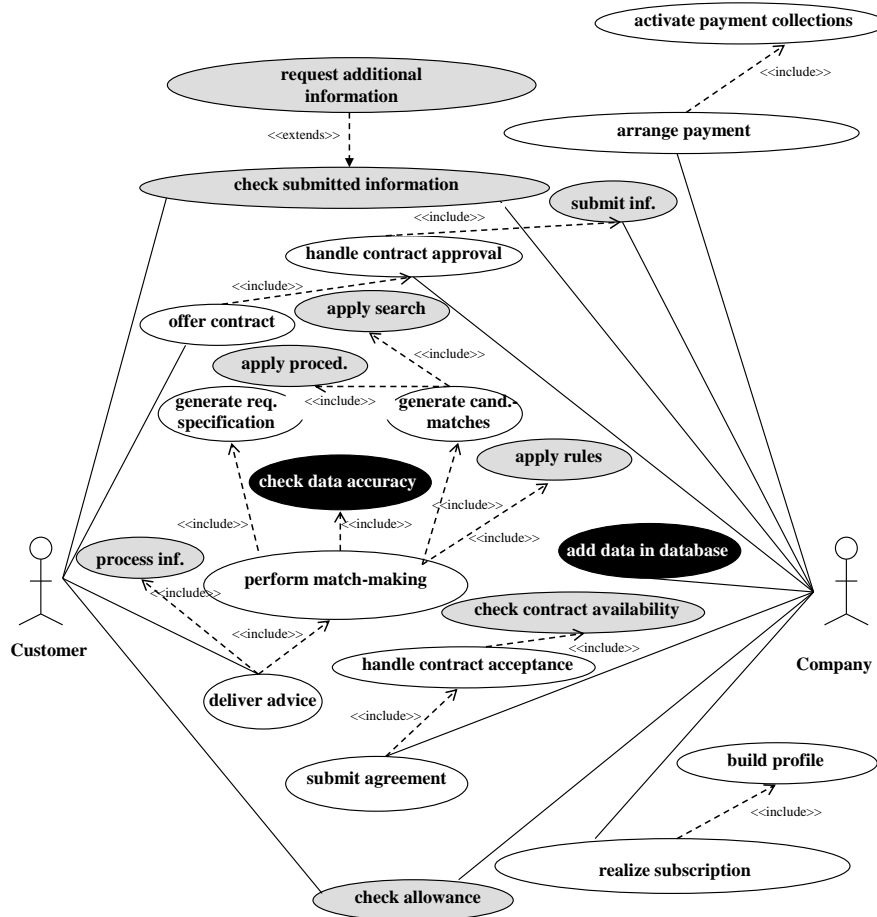 activate payment collections
<<include>>
request additional
information
<<extends>>
arrange payment
check submitted information
submit inf.
<<include>>
handle contract approval
<<include>>
apply search
offer contract
<<include>>
apply proced.
<<include>>
generate req.
specification
generate cand.-
matches
apply rules
check data accuracy
<<include>>
<<include>>
<<include>>
<<include>>
add data in database
process inf.
perform match-making
<<include>>
check contract availability
<<include>>
<<include>>
Customer
handle contract acceptance
Company
deliver advice
<<include>>
submit agreement
build profile
<<include>>
realize subscription
check allowance